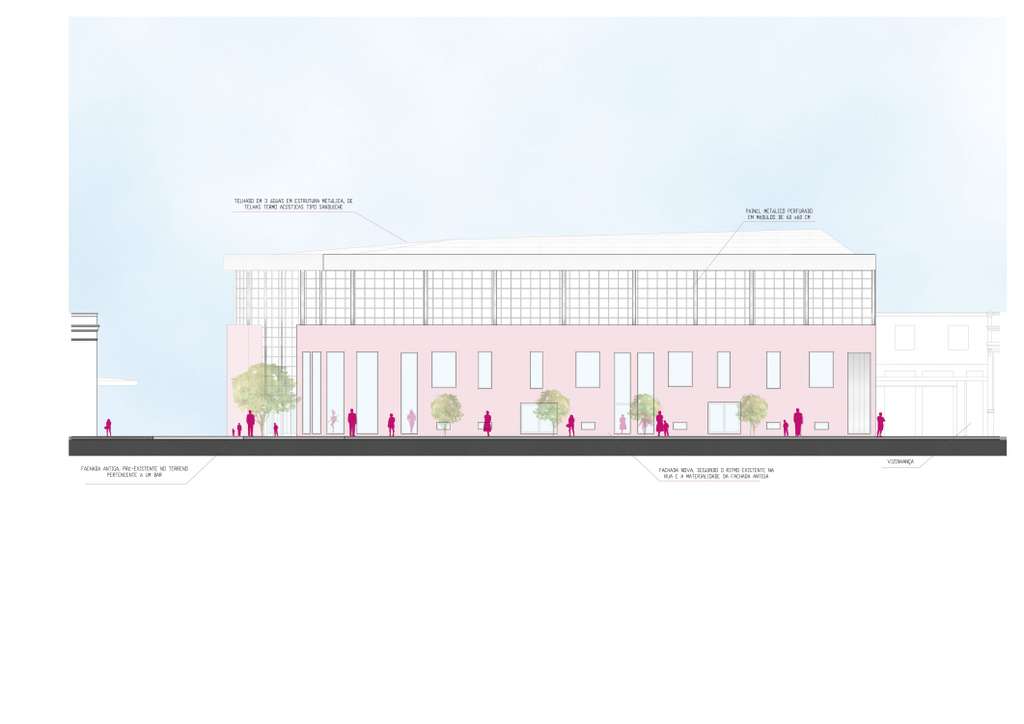 TELHADO EM 3 ÁGUAS EM ESTRUTURA METÁLICA, DE
TELHAS TERMO ACÚSTICAS TIPO SANDUICHE
PAINEL METÁLICO PERFURADO
EM MÓDULOS DE 60 x60 CM
FACHADA ANTIGA, PRÉ-EXISTENTE NO TERRENO
PERTENCENTE A UM BAR
FACHADA NOVA, SEGUINDO O RITMO EXISTENTE NA
RUA E A MATERIALIDADE DA FACHADA ANTIGA
VIZINHANÇA